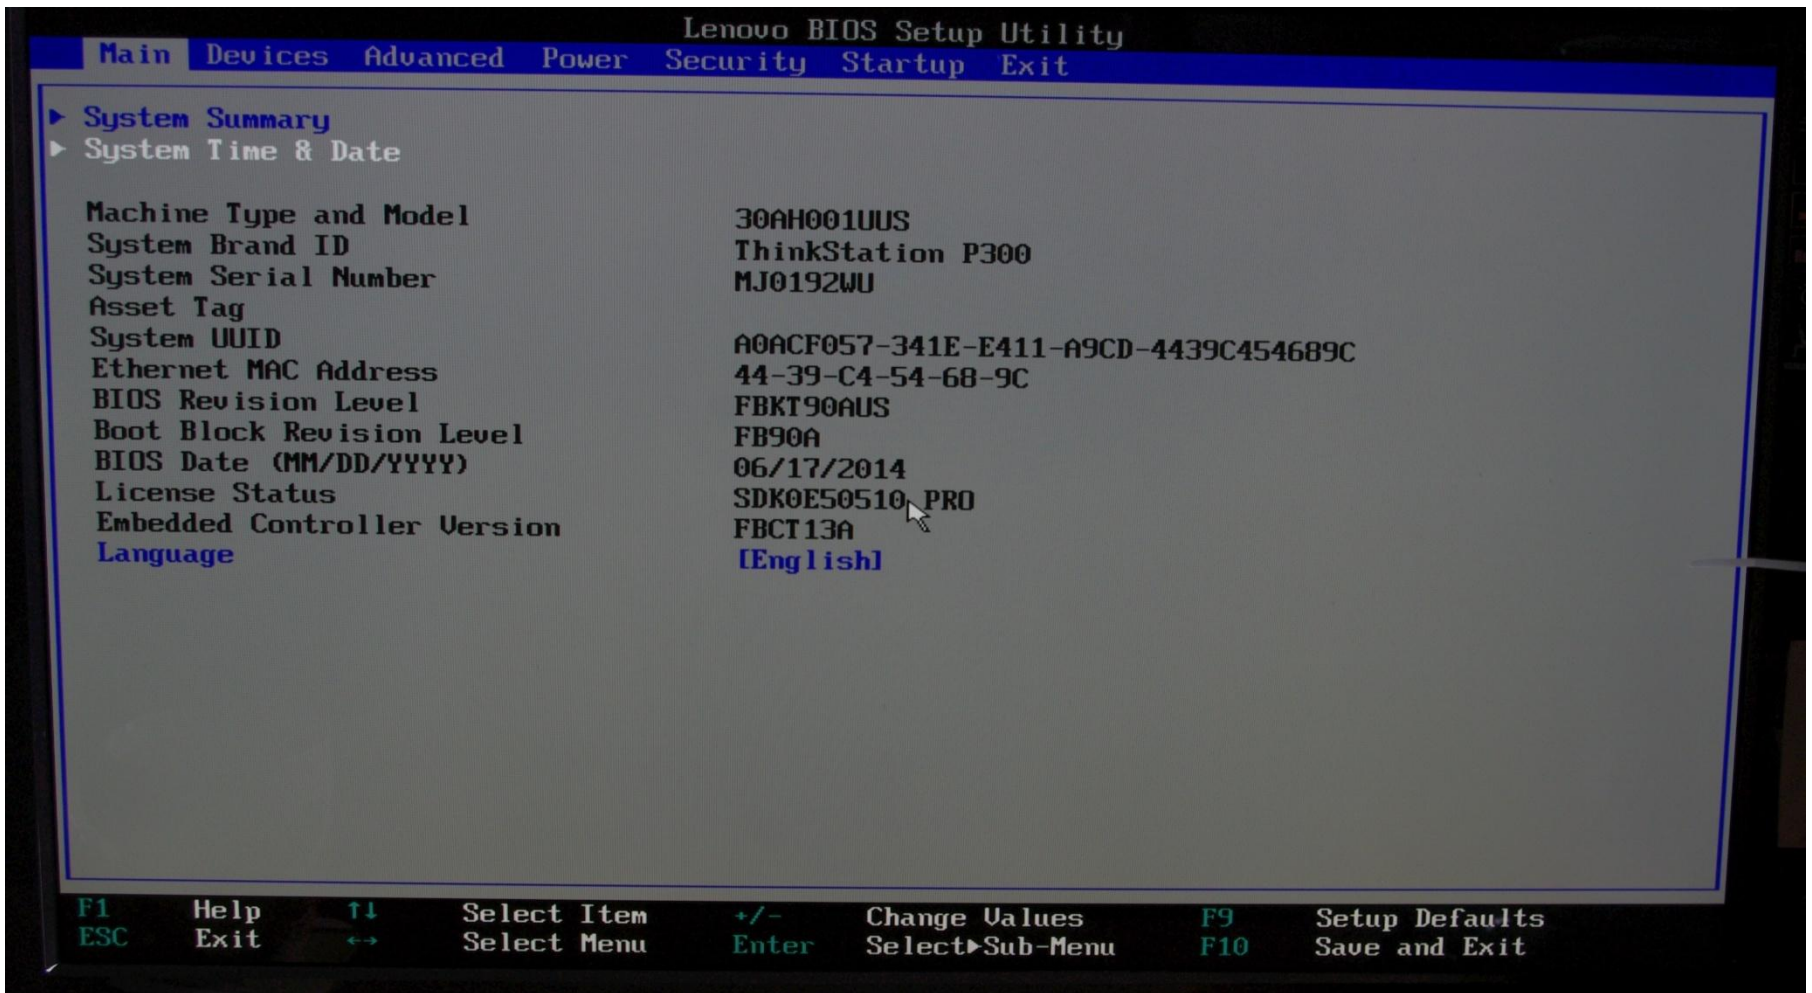 Lenovo BIOS Setup Utility
Main Devices Advanced Power Security Startup Exit
► System Summary
► System Time & Date
Machine Type and Model 30AH001UUS
System Brand ID ThinkStation P300
System Serial Number MJ0192WU
Asset Tag
System UUID A0ACF057-341E-E411-A9CD-4439C454689C
Ethernet MAC Address 44-39-C4-54-68-9C
BIOS Revision Level FBKT90AUS
Boot Block Revision Level FB90A
BIOS Date (MM/DD/YYYY) 06/17/2014
License Status SDK0E50510 PRO
Embedded Controller Version FBCT13A
Language [English]
F1 Help ↑↓ Select Item +/- Change Values F9 Setup Defaults
ESC Exit ←→ Select Menu Enter Select►Sub-Menu F10 Save and Exit